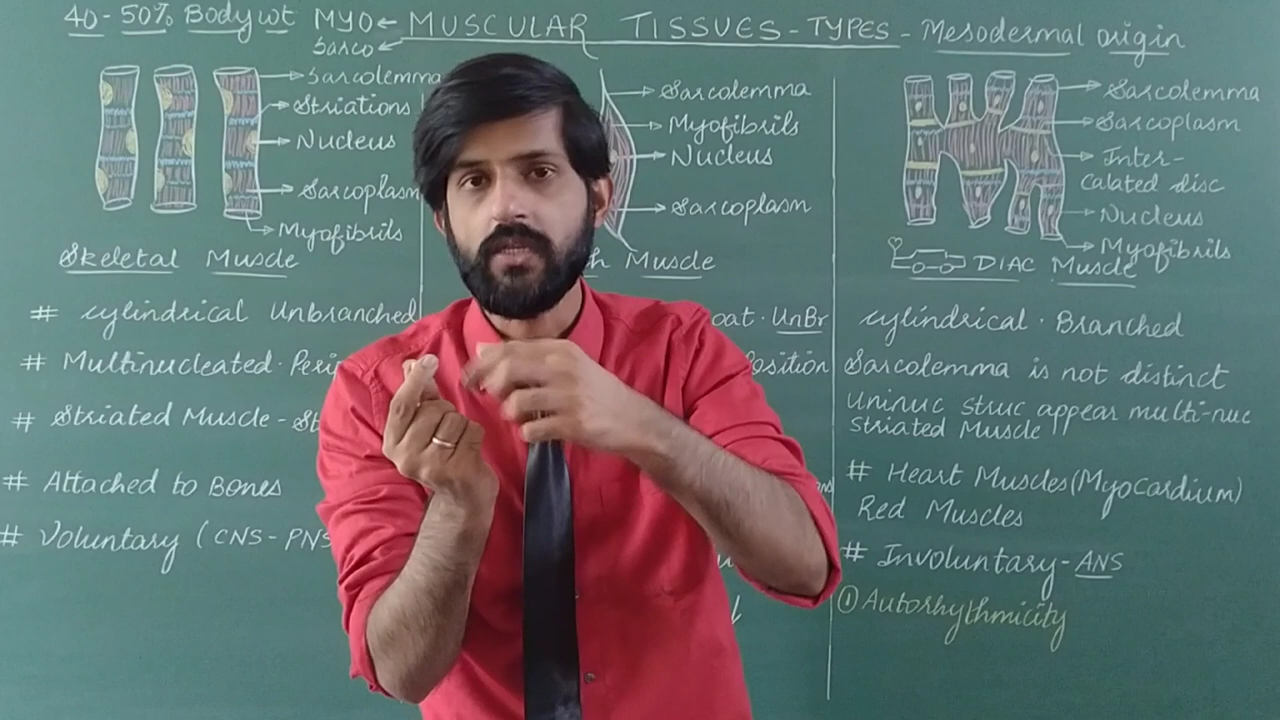 40-50% Body wt MYO ← MUSCULAR TISSUES - TYPES - Mesodermal origin
Sarco
Sarcolemma
Striations
Nucleus
Sarcoplasm
Myofibrils
Skeletal Muscle
# Cylindrical Unbranched
# Multinucleated.
# Striated Muscle -
# Attached to Bones
# Voluntary (CNS-PNS
Sarcolemma
Myofibrils
Nucleus
Sarcoplasm
Muscle
UnBr
Sarcolemma
Sarcoplasm
Inter-
calated disc
Nucleus
Myofibrils
DIAC Muscle
Cylindrical. Branched
Sarcolemma is not distinct
Uninuc struc appear multi-nuc
Striated Muscle
# Heart Muscles (Myocardium)
Red Muscles
# Involuntary-ANS
① Autorhythmicity